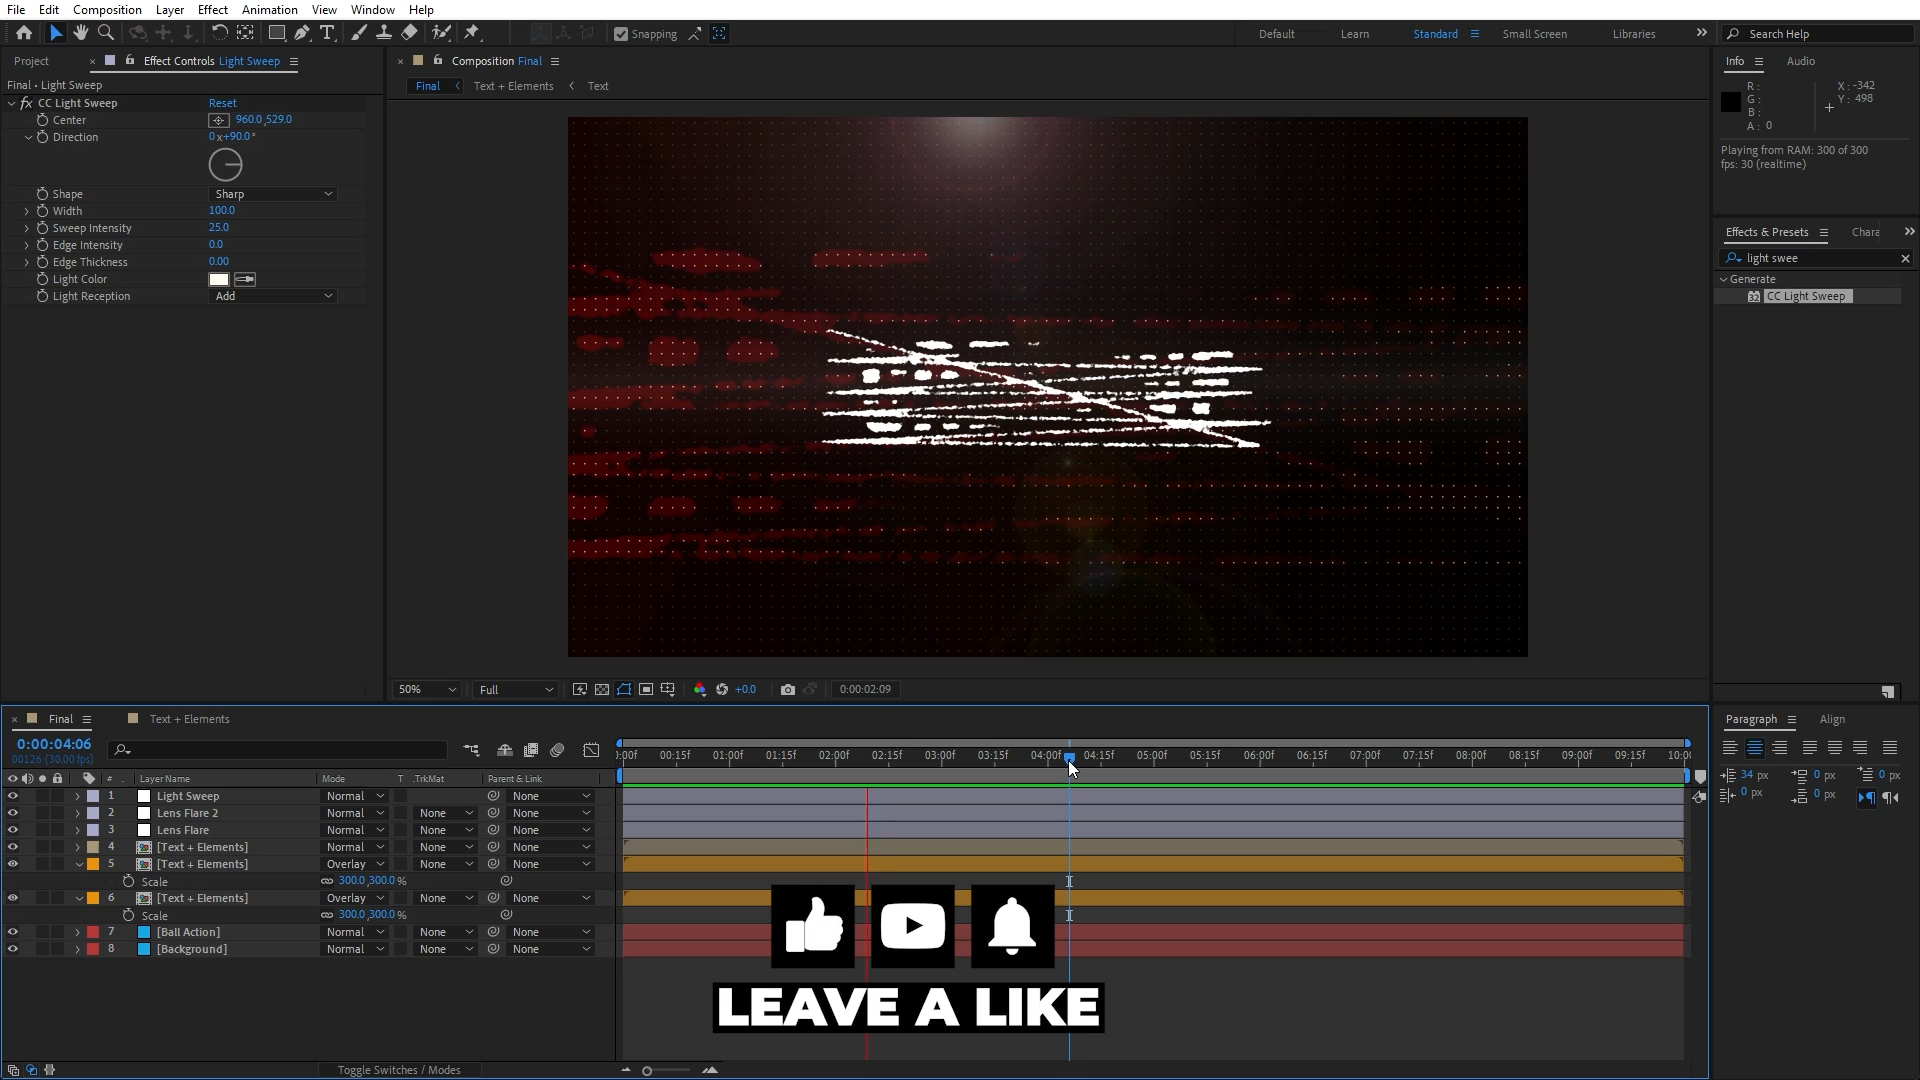 File Edit Composition Layer Effect Animation View Window Help
Snapping Default Learn Standard Small Screen Libraries Search Help
Project Effect Controls Light Sweep
Composition Final
Info Audio
Final • Light Sweep
Final Text + Elements Text
fx CC Light Sweep Reset
Center 960.0,529.0
Direction 0x+90.0°
Shape Sharp
Width 100.0
Sweep Intensity 25.0
Edge Intensity 0.0
Edge Thickness 0.00
Light Color
Light Reception Add
R :
G :
B :
A : 0
X : -342
Y : 498
Playing from RAM: 300 of 300
fps: 30 (realtime)
Effects & Presets Chara
light swee
Generate
32 CC Light Sweep
50% Full +0.0 0:00:02:09
Final Text + Elements
0:00:04:06
00126 (30.00 fps)
:00f 00:15f 01:00f 01:15f 02:00f 02:15f 03:00f 03:15f 04:00f 04:15f 05:00f 05:15f 06:00f 06:15f 07:00f 07:15f 08:00f 08:15f 09:00f 09:15f 10:00
# Layer Name Mode T .TrkMat Parent & Link
1 Light Sweep Normal None
2 Lens Flare 2 Normal None None
3 Lens Flare Normal None None
4 [Text + Elements] Normal None None
5 [Text + Elements] Overlay None None
Scale 300.0,300.0%
6 [Text + Elements] Overlay None None
Scale 300.0,300.0%
7 [Ball Action] Normal None None
8 [Background] Normal None None
Toggle Switches / Modes
Paragraph Align
34 px 0 px 0 px
0 px 0 px
LEAVE A LIKE